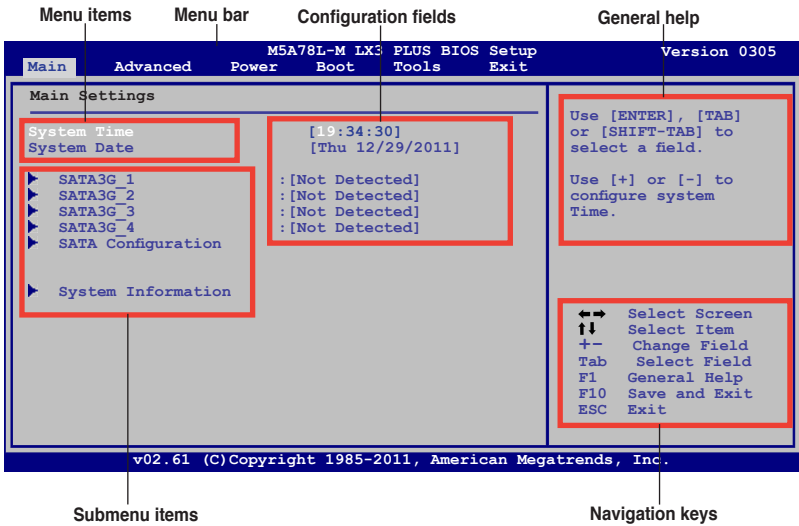 Menu items Menu bar Configuration fields General help
M5A78L-M LX3 PLUS BIOS Setup Version 0305
Main Advanced Power Boot Tools Exit
Main Settings
System Time [19:34:30]
System Date [Thu 12/29/2011]
SATA3G_1 :[Not Detected]
SATA3G_2 :[Not Detected]
SATA3G_3 :[Not Detected]
SATA3G_4 :[Not Detected]
SATA Configuration
System Information
Use [ENTER], [TAB]
or [SHIFT-TAB] to
select a field.
Use [+] or [-] to
configure system
Time.
←→ Select Screen
↑↓ Select Item
+- Change Field
Tab Select Field
F1 General Help
F10 Save and Exit
ESC Exit
v02.61 (C)Copyright 1985-2011, American Megatrends, Inc.
Submenu items Navigation keys